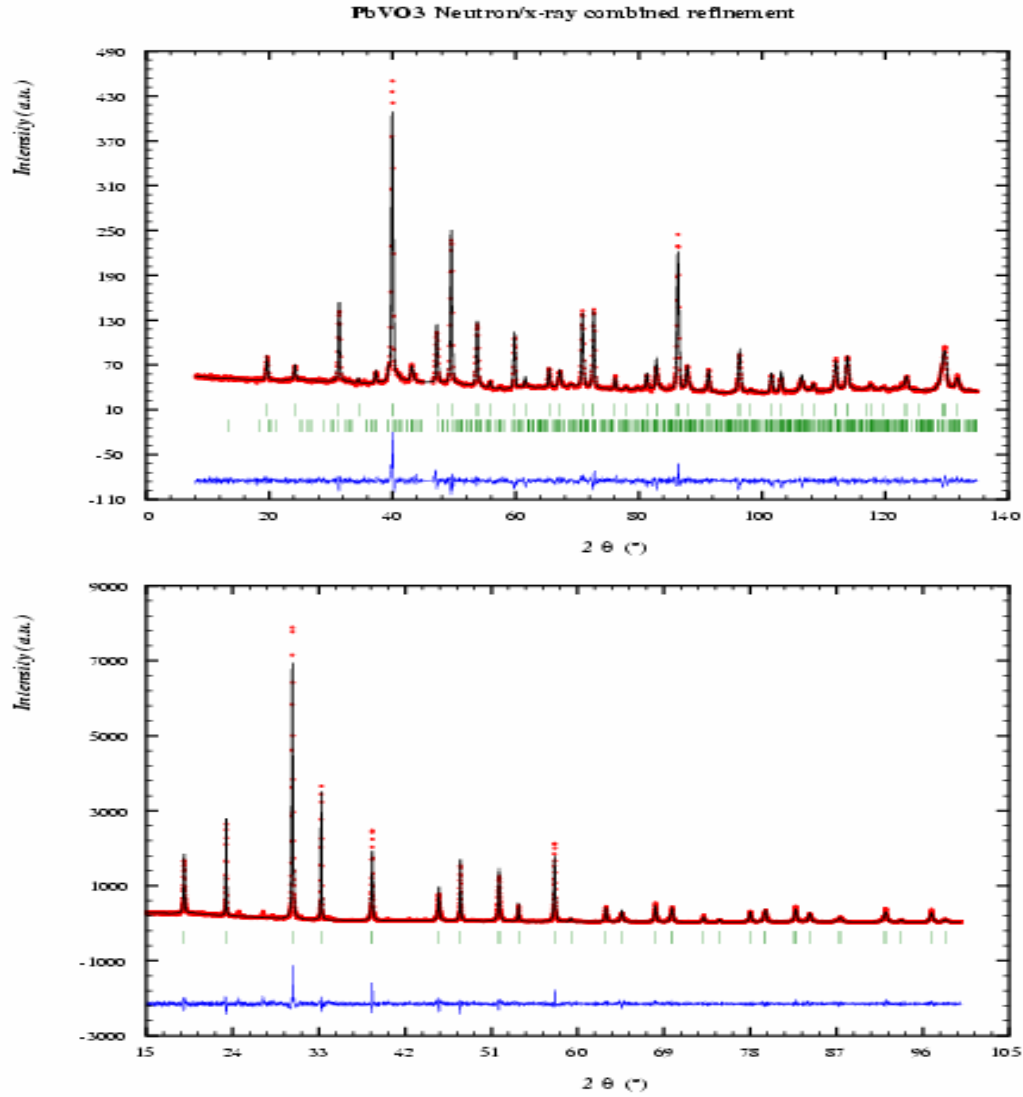 PbVO3 Neutron/x-ray combined refinement
Intensity (a.u.)
490
430
370
310
250
190
130
70
10
-50
-110
0 20 40 60 80 100 120 140
2 θ (°)
Intensity (a.u.)
9000
7000
5000
3000
1000
-1000
-3000
15 24 33 42 51 60 69 78 87 96 105
2 θ (°)